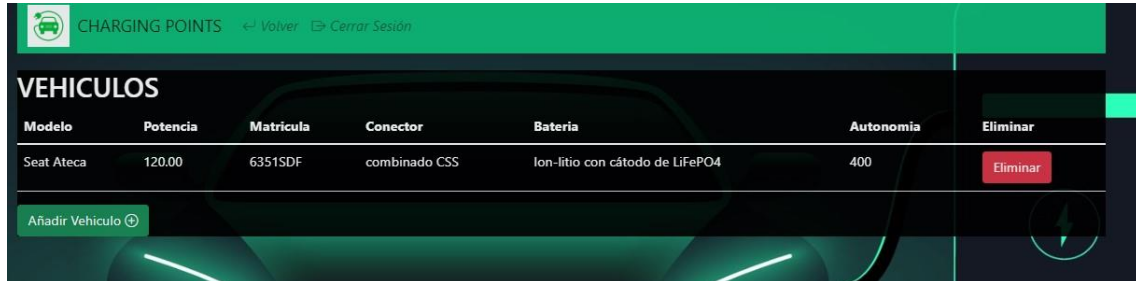 CHARGING POINTS Volver Cerrar Sesión
VEHICULOS
Modelo Potencia Matricula Conector Bateria Autonomia Eliminar
Seat Ateca 120.00 6351SDF combinado CSS Ion-litio con cátodo de LiFePO4 400 Eliminar
Añadir Vehiculo